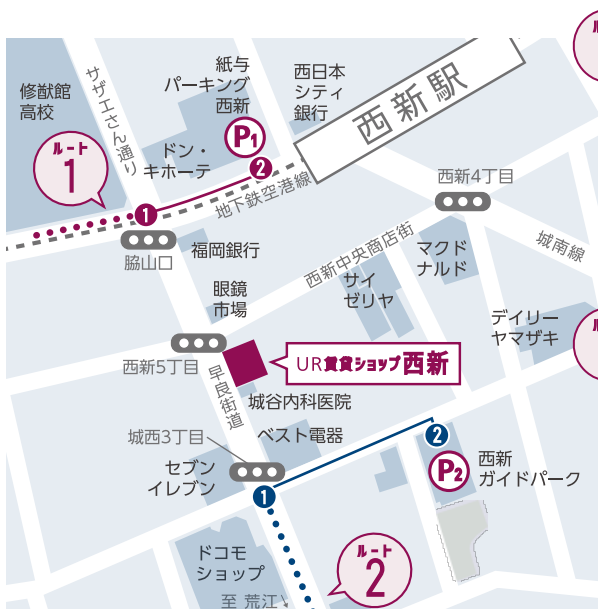 ル
紙与
パーキング
西新
西日本
シティ
銀行
西新駅
修猷館
高校
サザエさん通り
P1
ドン・
キホーテ
2
ルート
1
1
地下鉄空港線
西新4丁目
脇山口
福岡銀行
西新中央商店街
マクド
ナルド
城南線
眼鏡
市場
サイ
ゼリヤ
デイリー
ヤマザキ
ル
西新5丁目
早良街道
UR賃貸ショップ西新
城谷内科医院
城西3丁目
ベスト電器
2
セブン
イレブン
1
P2
西新
ガイドパーク
ドコモ
ショップ
ルート
2
至 荒江